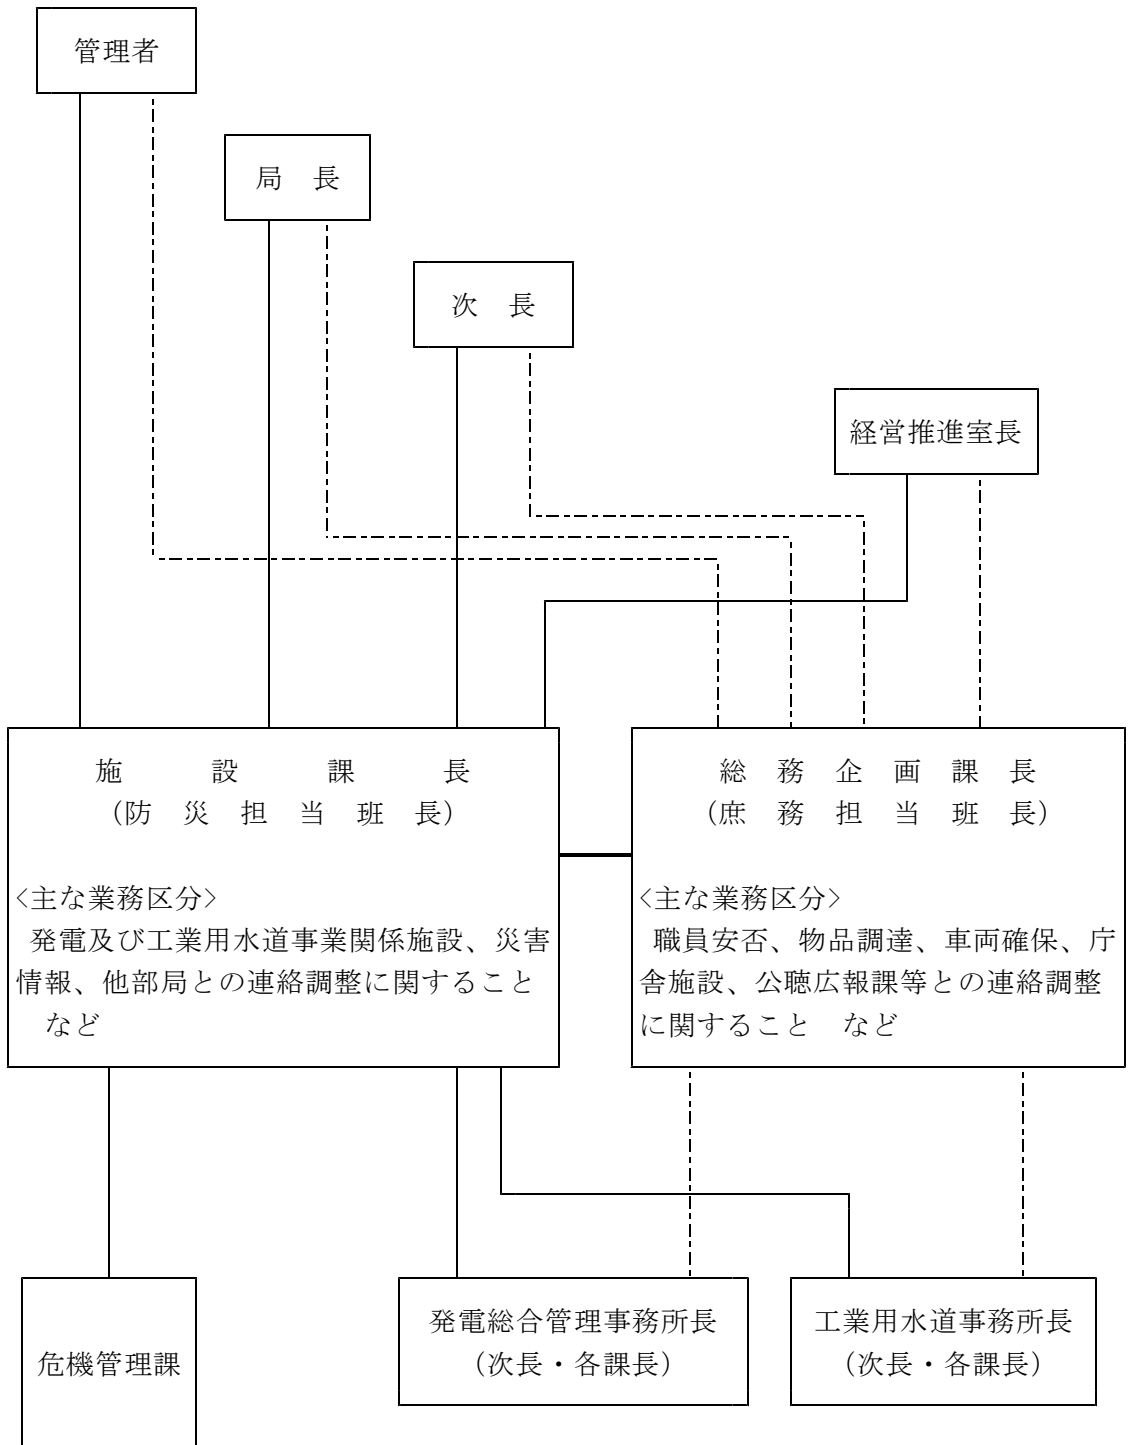 管理者
局　長
次　長
経営推進室長
施　設　課　長
（防　災　担　当　班　長）
<主な業務区分>
発電及び工業用水道事業関係施設、災害
情報、他部局との連絡調整に関すること
など
総　務　企　画　課　長
（庶　務　担　当　班　長）
<主な業務区分>
職員安否、物品調達、車両確保、庁
舎施設、公聴広報課等との連絡調整
に関すること　など
危機管理課
発電総合管理事務所長
（次長・各課長）
工業用水道事務所長
（次長・各課長）